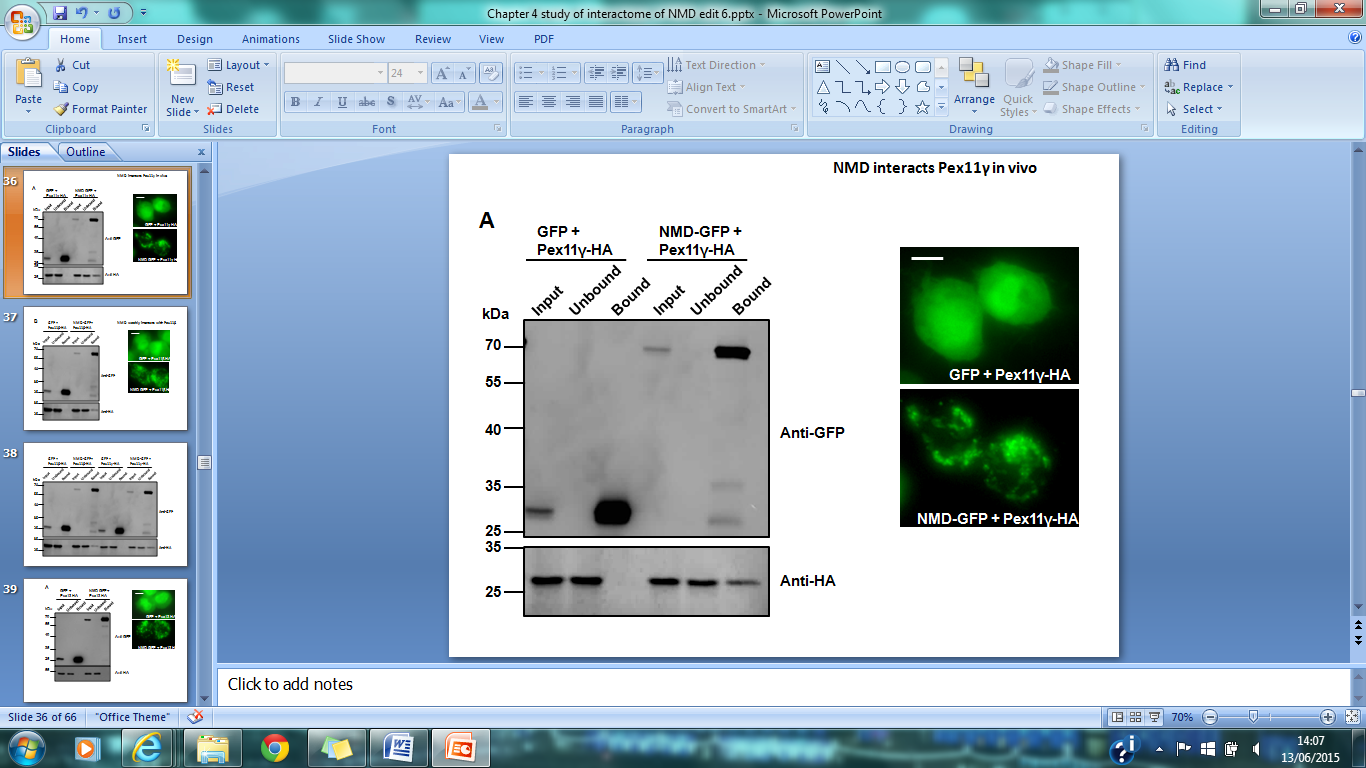 Chapter 4 study of interactome of NMD edit 6.pptx - Microsoft PowerPoint
Home Insert Design Animations Slide Show Review View PDF
Paste
Cut
Copy
Format Painter
Clipboard
New Slide
Layout
Reset
Delete
Slides
24
B I U abc S AV Aa A
Font
Text Direction
Align Text
Convert to SmartArt
Paragraph
Arrange
Quick Styles
Shape Fill
Shape Outline
Shape Effects
Drawing
Find
Replace
Select
Editing
Slides Outline x
36
37
38
39
NMD interacts Pex11γ in vivo
A
GFP +
Pex11γ-HA
NMD-GFP +
Pex11γ-HA
Input Unbound Bound Input Unbound Bound
kDa
70
55
40
35
25
Anti-GFP
35
25
Anti-HA
GFP + Pex11γ-HA
NMD-GFP + Pex11γ-HA
Click to add notes
Slide 36 of 66 "Office Theme" 70%
14:07
13/06/2015